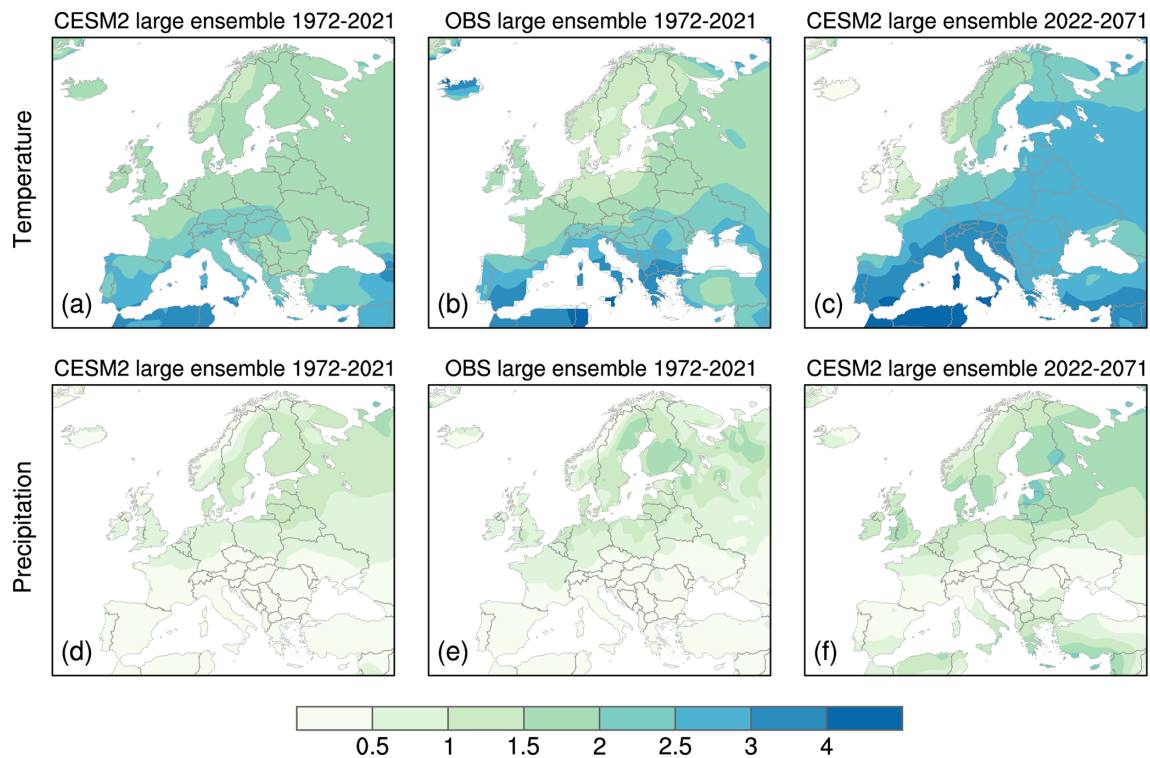 CESM2 large ensemble 1972-2021 OBS large ensemble 1972-2021 CESM2 large ensemble 2022-2071
Temperature
(a) (b) (c)
CESM2 large ensemble 1972-2021 OBS large ensemble 1972-2021 CESM2 large ensemble 2022-2071
Precipitation
(d) (e) (f)
0.5 1 1.5 2 2.5 3 4